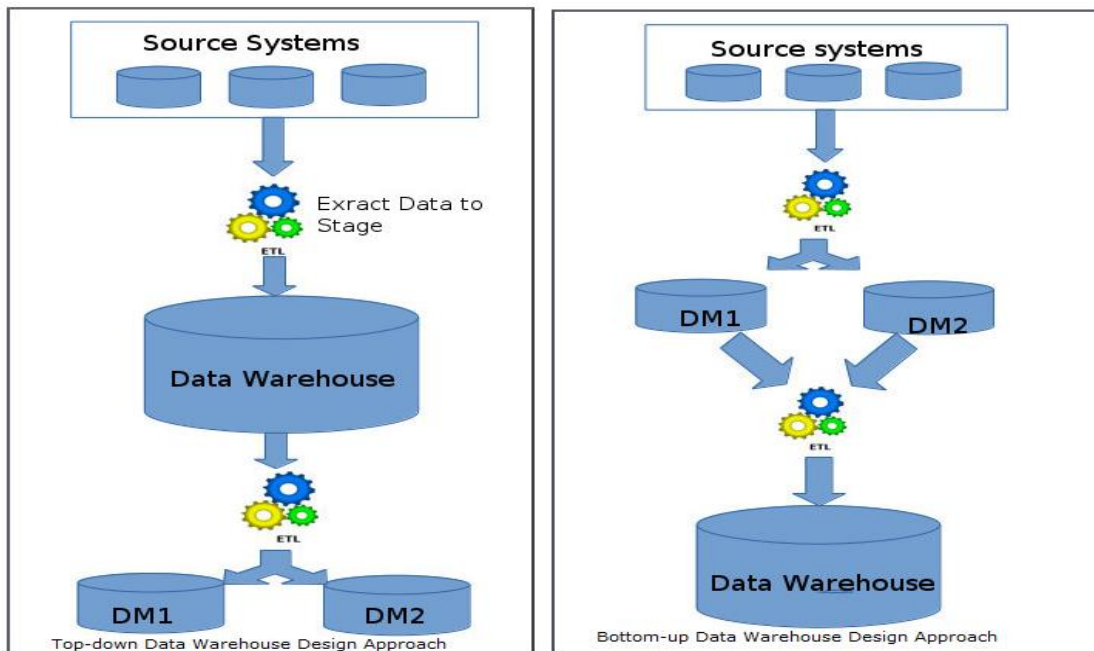 Source Systems
Exract Data to
Stage
ETL
Data Warehouse
ETL
DM1
DM2
Top-down Data Warehouse Design Approach
Source systems
ETL
DM1
DM2
ETL
Data Warehouse
Bottom-up Data Warehouse Design Approach